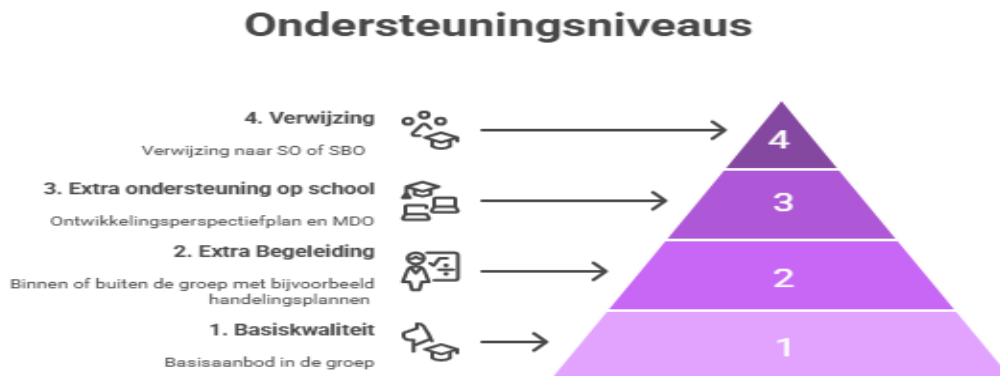 Ondersteuningsniveaus
4. Verwijzing
Verwijzing naar SO of SBO
4
3. Extra ondersteuning op school
Ontwikkelingsperspectiefplan en MDO
3
2. Extra Begeleiding
Binnen of buiten de groep met bijvoorbeeld
handelingsplannen
2
1. Basiskwaliteit
Basisaanbod in de groep
1